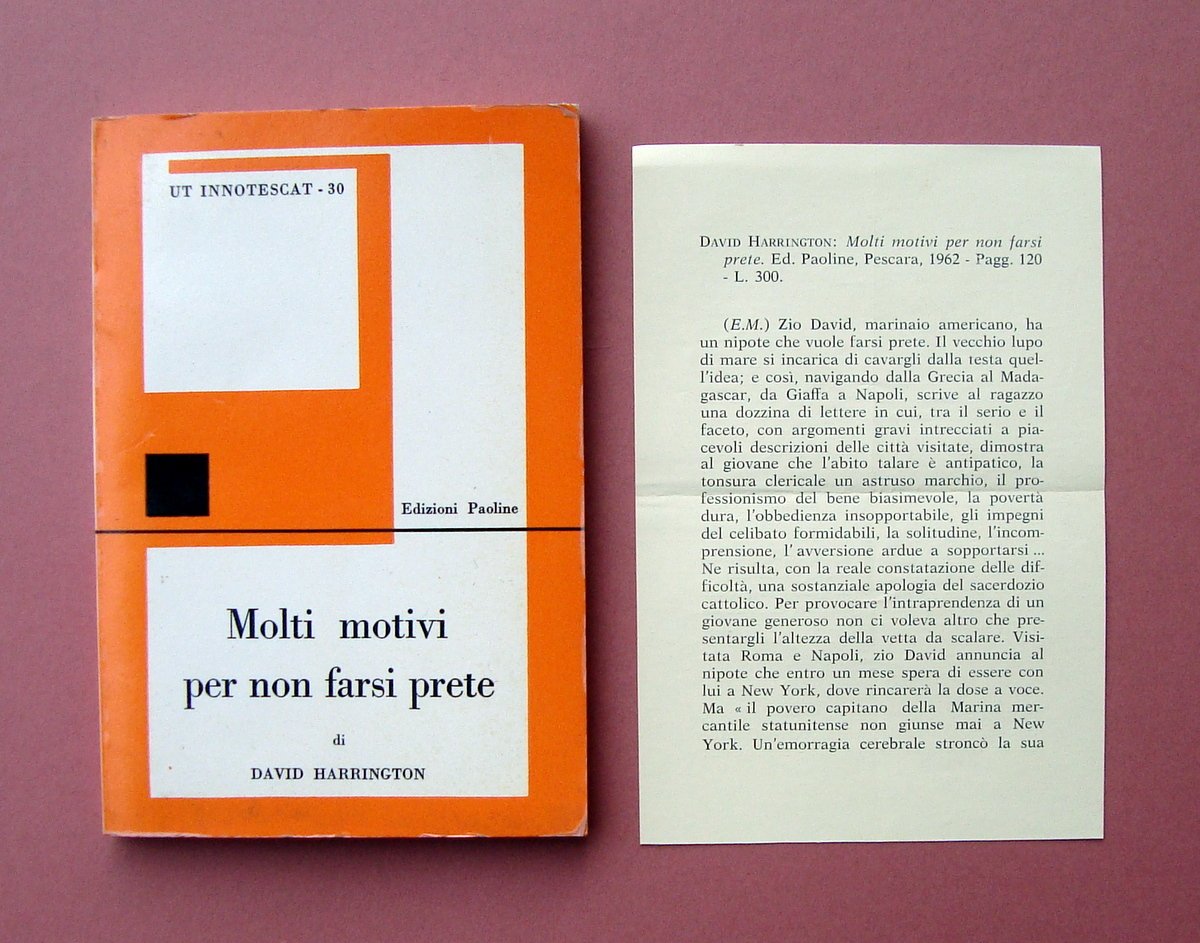 UT INNOTESCAT - 30
Edizioni Paoline
Molti motivi
per non farsi prete
di
DAVID HARRINGTON
DAVID HARRINGTON: Molti motivi per non farsi
prete. Ed. Paoline, Pescara, 1962 - Pagg. 120
- L. 300.
(E.M.) Zio David, marinaio americano, ha
un nipote che vuole farsi prete. Il vecchio lupo
di mare si incarica di cavargli dalla testa quel-
l'idea; e così, navigando dalla Grecia al Mada-
gascar, da Giaffa a Napoli, scrive al ragazzo
una dozzina di lettere in cui, tra il serio e il
faceto, con argomenti gravi intrecciati a pia-
cevoli descrizioni delle città visitate, dimostra
al giovane che l'abito talare è antipatico, la
tonsura clericale un astruso marchio, il pro-
fessionismo del bene biasimevole, la povertà
dura, l'obbedienza insopportabile, gli impegni
del celibato formidabili, la solitudine, l'incom-
prensione, l'avversione ardue a sopportarsi ...
Ne risulta, con la reale constatazione delle dif-
ficoltà, una sostanziale apologia del sacerdozio
cattolico. Per provocare l'intraprendenza di un
giovane generoso non ci voleva altro che pre-
sentargli l'altezza della vetta da scalare. Visi-
tata Roma e Napoli, zio David annuncia al
nipote che entro un mese spera di essere con
lui a New York, dove rincarerà la dose a voce.
Ma « il povero capitano della Marina mer-
cantile statunitense non giunse mai a New
York. Un'emorragia cerebrale stroncò la sua